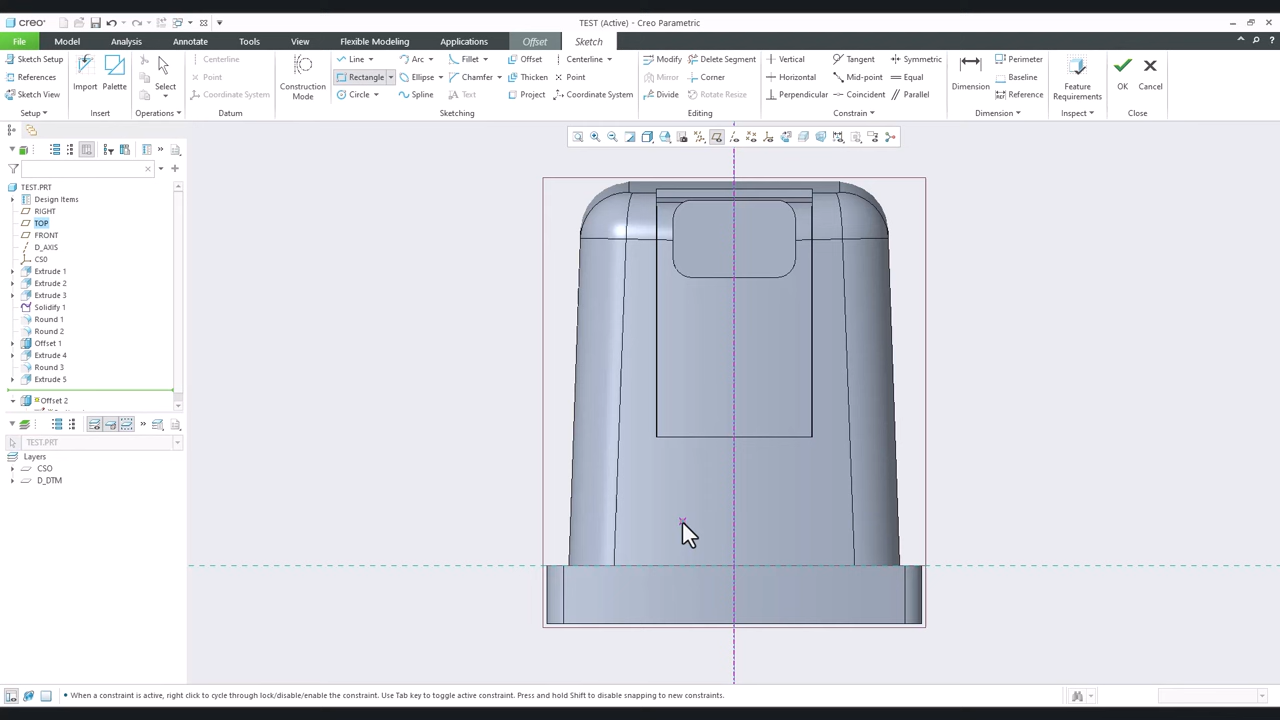 creo TEST (Active) - Creo Parametric
File Model Analysis Annotate Tools View Flexible Modeling Applications Offset Sketch
Sketch Setup Centerline Line Arc Fillet Offset Centerline Modify Delete Segment Vertical Tangent Symmetric Perimeter
References Point Rectangle Ellipse Chamfer Thicken Point Mirror Corner Horizontal Mid-point Equal Baseline
Sketch View Coordinate System Circle Spline Text Project Coordinate System Divide Rotate Resize Perpendicular Coincident Parallel Reference
Import Palette Select Construction Mode Dimension Feature Requirements OK Cancel
Setup Insert Operations Datum Sketching Editing Constrain Dimension Inspect Close
TEST.PRT
Design Items
RIGHT
TOP
FRONT
D_AXIS
CS0
Extrude 1
Extrude 2
Extrude 3
Solidify 1
Round 1
Round 2
Offset 1
Extrude 4
Round 3
Extrude 5
Offset 2
TEST.PRT
Layers
CSO
D_DTM
When a constraint is active, right click to cycle through lock/disable/enable the constraint. Use Tab key to toggle active constraint. Press and hold Shift to disable snapping to new constraints.